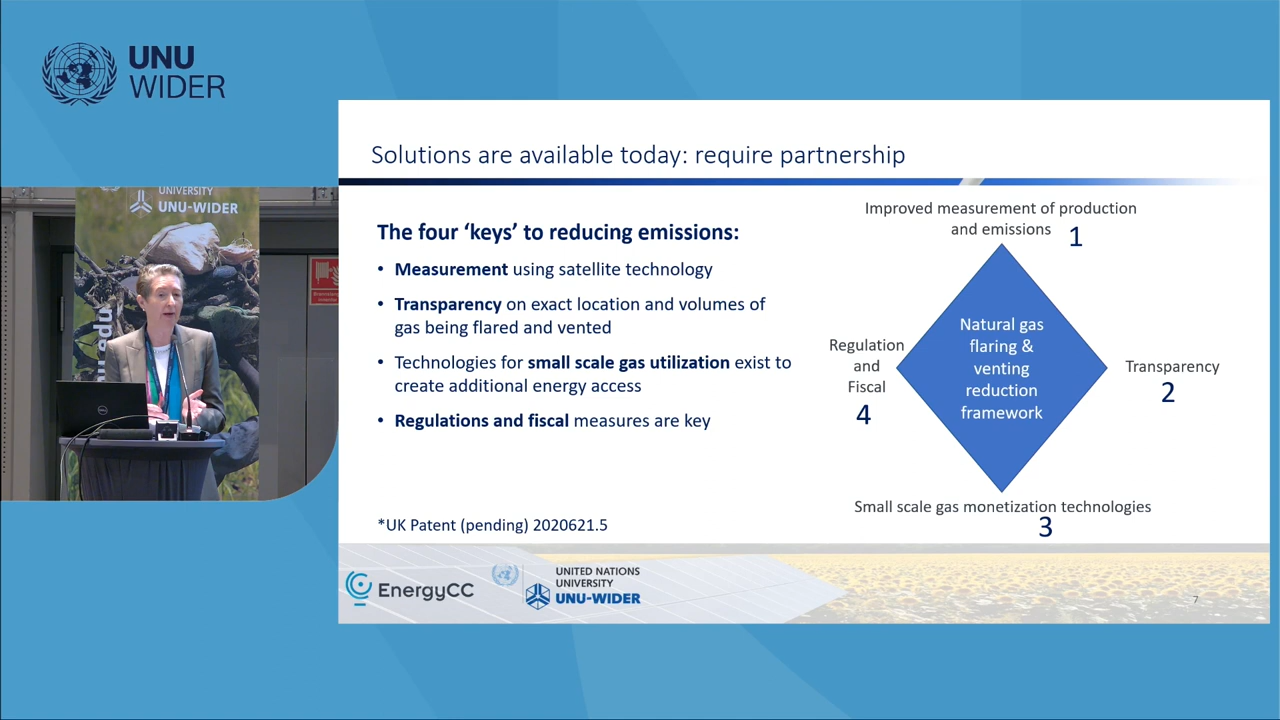 UNU
WIDER
UNIVERSITY
UNU-WIDER
Solutions are available today: require partnership
The four ‘keys’ to reducing emissions:
• Measurement using satellite technology
• Transparency on exact location and volumes of
gas being flared and vented
• Technologies for small scale gas utilization exist to
create additional energy access
• Regulations and fiscal measures are key
*UK Patent (pending) 2020621.5
Improved measurement of production
and emissions 1
Natural gas
flaring &
venting
reduction
framework
Regulation
and
Fiscal
4
Transparency
2
Small scale gas monetization technologies
3
EnergyCC
UNITED NATIONS
UNIVERSITY
UNU-WIDER
7